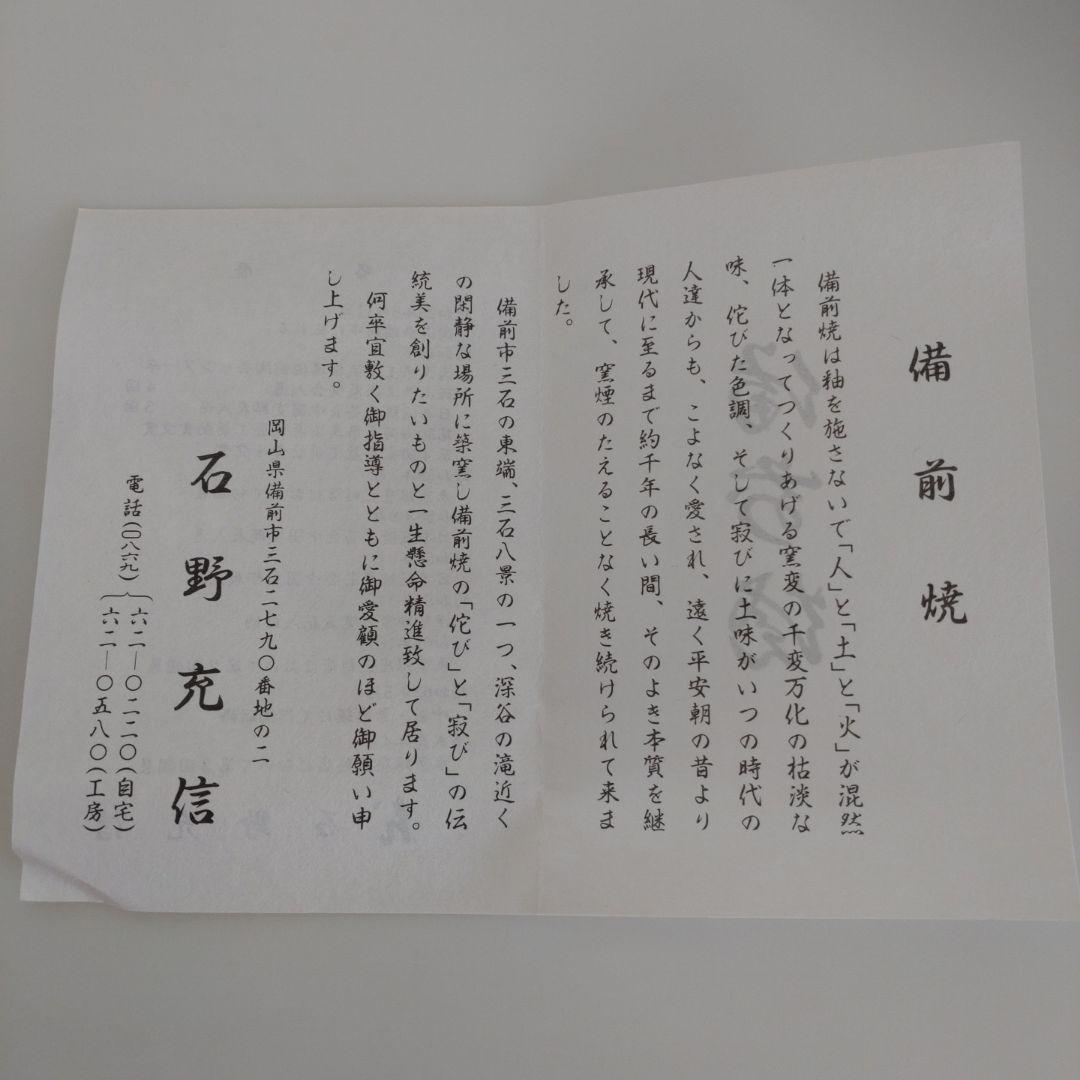 備前焼
備前焼は釉を施さないで「人」と「土」と「火」が混然
一体となってつくりあげる窯変の千変万化の枯淡な
味、侘びた色調、そして寂びに土味がいつの時代の
人達からも、こよなく愛され、遠く平安朝の昔より
現代に至るまで約千年の長い間、そのよき本質を継
承して、窯煙のたえることなく焼き続けられて来ま
した。
備前市三石の東端、三石八景の一つ、深谷の滝近く
の閑静な場所に築窯し備前焼の「侘び」と「寂び」の伝
統美を創りたいものと一生懸命精進致して居ります。
何卒宜敷く御指導とともに御愛顧のほど御願い申
し上げます。
岡山県備前市三石二七九〇番地の二
石野充信
電話(〇八六九)
六二―〇二二〇(自宅)
六二―〇五八〇(工房)